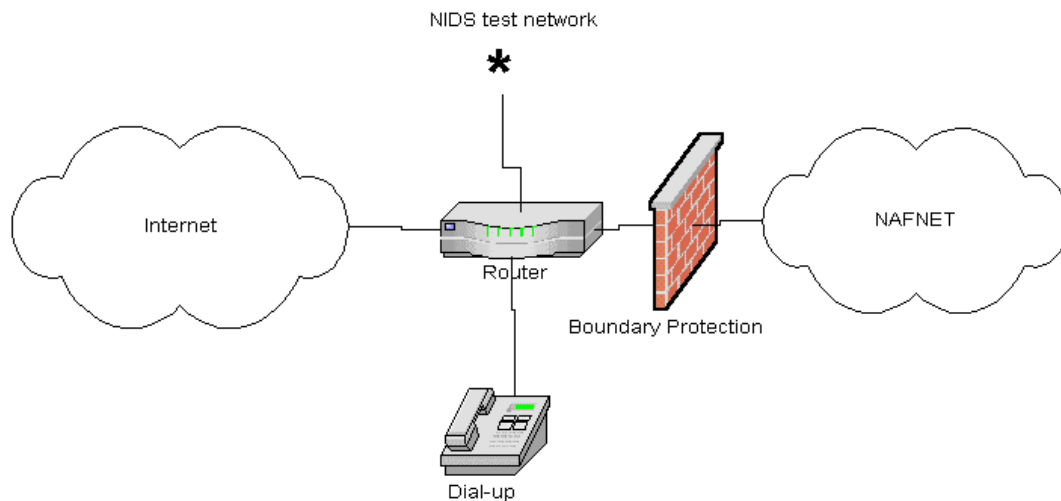 NIDS test network
*
Internet
Router
NAFNET
Boundary Protection
Dial-up